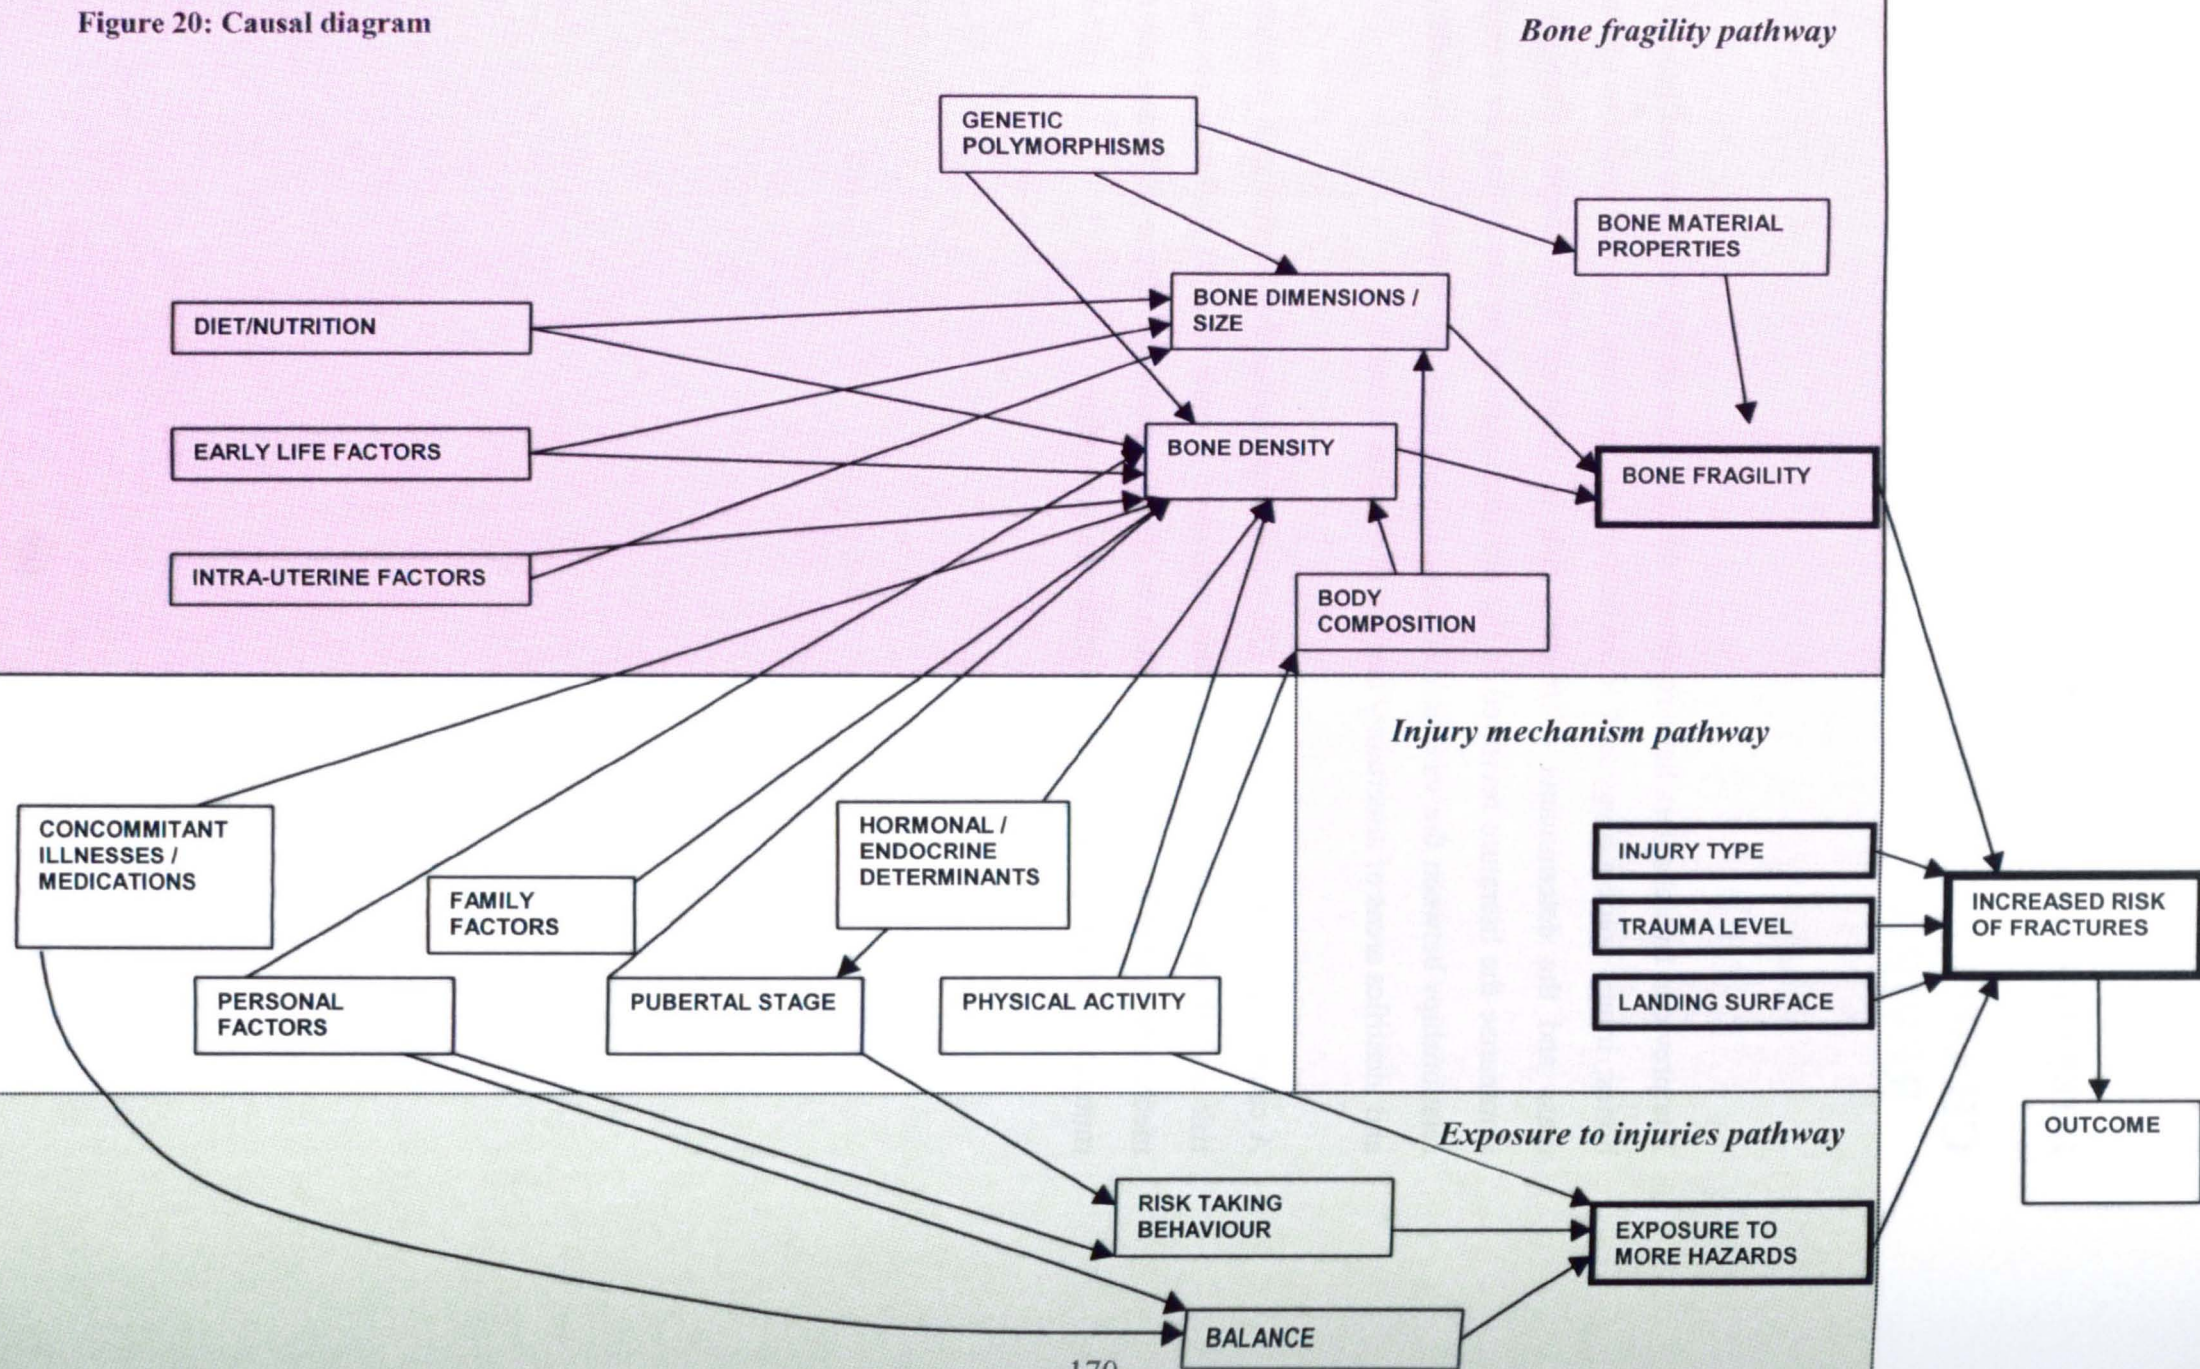 Figure 20: Causal diagram
Bone fragility pathway
GENETIC
POLYMORPHISMS
BONE MATERIAL
PROPERTIES
BONE DIMENSIONS /
SIZE
DIET/NUTRITION
EARLY LIFE FACTORS
BONE DENSITY
BONE FRAGILITY
INTRA-UTERINE FACTORS
BODY
COMPOSITION
Injury mechanism pathway
CONCOMMITANT
ILLNESSES /
MEDICATIONS
HORMONAL /
ENDOCRINE
DETERMINANTS
FAMILY
FACTORS
INJURY TYPE
TRAUMA LEVEL
LANDING SURFACE
INCREASED RISK
OF FRACTURES
PERSONAL
FACTORS
PUBERTAL STAGE
PHYSICAL ACTIVITY
OUTCOME
Exposure to injuries pathway
RISK TAKING
BEHAVIOUR
EXPOSURE TO
MORE HAZARDS
BALANCE